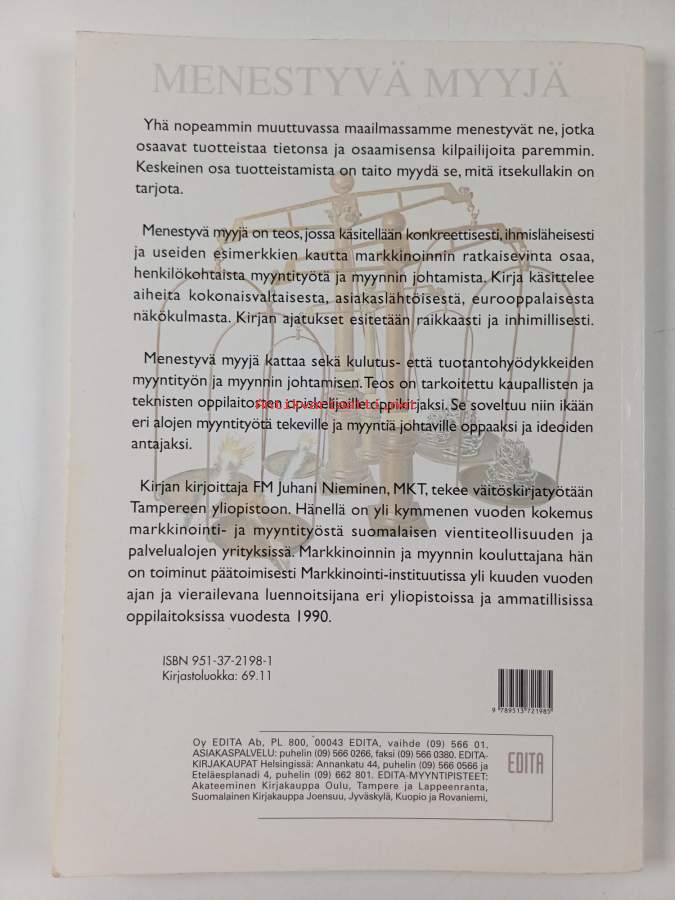 MENESTYVÄ MYYJÄ
Yhä nopeammin muuttuvassa maailmassamme menestyvät ne, jotka
osaavat tuotteistaa tietonsa ja osaamisensa kilpailijoita paremmin.
Keskeinen osa tuotteistamista on taito myydä se, mitä itsekullakin on
tarjota.
Menestyvä myyjä on teos, jossa käsitellään konkreettisesti, ihmisläheisesti
ja useiden esimerkkien kautta markkinoinnin ratkaisevinta osaa,
henkilökohtaista myyntityötä ja myynnin johtamista. Kirja käsittelee
aiheita kokonaisvaltaisesta, asiakaslähtöisestä, eurooppalaisesta
näkökulmasta. Kirjan ajatukset esitetään raikkaasti ja inhimillisesti.
Menestyvä myyjä kattaa sekä kulutus- että tuotantohyödykkeiden
myyntityön ja myynnin johtamisen. Teos on tarkoitettu kaupallisten ja
teknisten oppilaitosten opiskelijoille oppikirjaksi. Se soveltuu niin ikään
eri alojen myyntityötä tekeville ja myyntiä johtaville oppaaksi ja ideoiden
antajaksi.
Kirjan kirjoittaja FM Juhani Nieminen, MKT, tekee väitöskirjatyötään
Tampereen yliopistoon. Hänellä on yli kymmenen vuoden kokemus
markkinointi- ja myyntityöstä suomalaisen vientiteollisuuden ja
palvelualojen yrityksissä. Markkinoinnin ja myynnin kouluttajana hän
on toiminut päätoimisesti Markkinointi-instituutissa yli kuuden vuoden
ajan ja vierailevana luennoitsijana eri yliopistoissa ja ammatillisissa
oppilaitoksissa vuodesta 1990.
ISBN 951-37-2198-1
Kirjastoluokka: 69.11
9 789513 721985
Oy EDITA Ab, PL 800, 00043 EDITA, vaihde (09) 566 01.
ASIAKASPALVELU: puhelin (09) 566 0266, faksi (09) 566 0380. EDITA-
KIRJAKAUPAT Helsingissä: Annankatu 44, puhelin (09) 566 0566 ja
Eteläesplanadi 4, puhelin (09) 662 801. EDITA-MYYNTIPISTEET:
Akateeminen Kirjakauppa Oulu, Tampere ja Lappeenranta,
Suomalainen Kirjakauppa Joensuu, Jyväskylä, Kuopio ja Rovaniemi,
EDITA